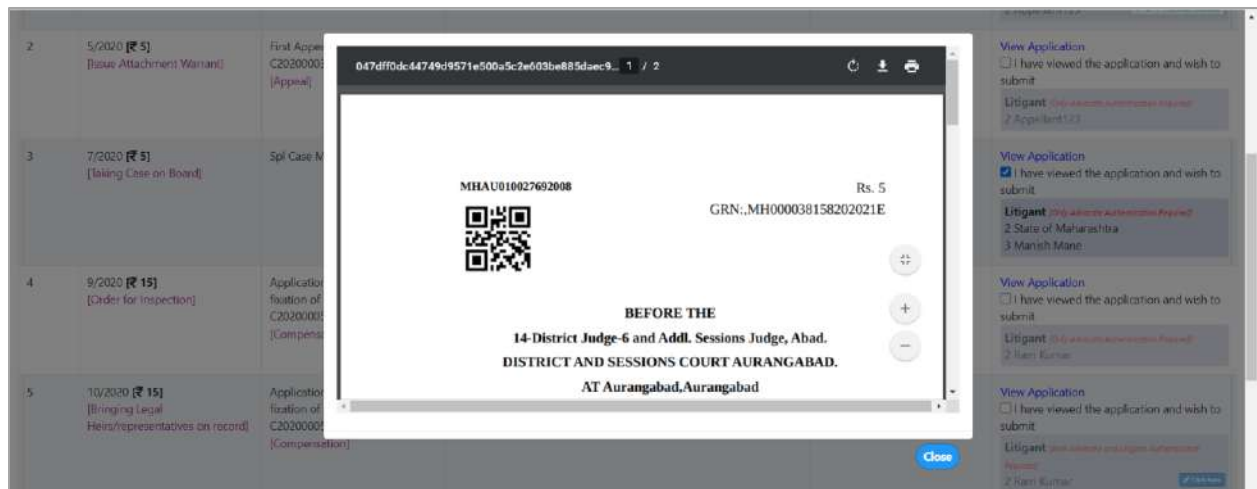 2
5/2020 [₹ 5]
[Issue Attachment Warrant]
First Appe
C2020000
[Appeal]
View Application
I have viewed the application and wish to
submit
Litigant
2 Appellant123
3
7/2020 [₹ 5]
[Taking Case on Board]
Spl Case M
View Application
I have viewed the application and wish to
submit
Litigant
2 State of Maharashtra
3 Manish Mane
4
9/2020 [₹ 15]
[Order for Inspection]
Application
fixation of
C2020000
[Compensa
View Application
I have viewed the application and wish to
submit
Litigant
2 Ram Kumar
5
10/2020 [₹ 15]
[Bringing Legal
Heirs/representatives on record]
Application
fixation of
C2020000
[Compensation]
View Application
I have viewed the application and wish to
submit
Litigant
2 Ram Kumar
047dff0dc44749d9571e500a5c2e603be885daec9... 1 / 2
MHAU010027692008
Rs. 5
GRN:,MH000038158202021E
BEFORE THE
14-District Judge-6 and Addl. Sessions Judge, Abad.
DISTRICT AND SESSIONS COURT AURANGABAD.
AT Aurangabad,Aurangabad
Close